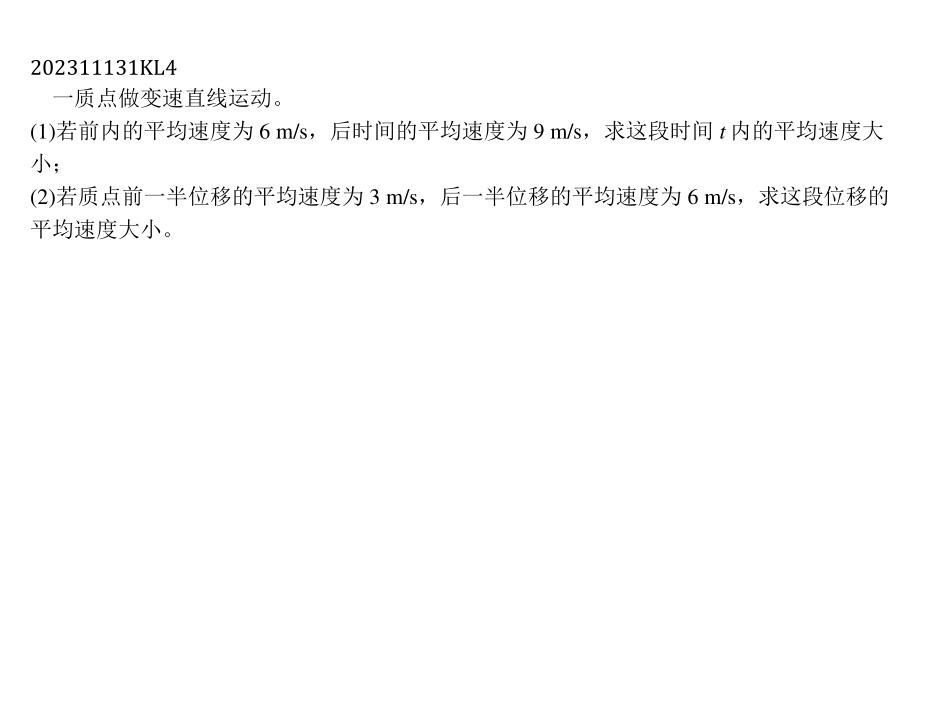 202311131KL4
一质点做变速直线运动。
(1)若前内的平均速度为 6 m/s，后时间的平均速度为 9 m/s，求这段时间 t 内的平均速度大
小；
(2)若质点前一半位移的平均速度为 3 m/s，后一半位移的平均速度为 6 m/s，求这段位移的
平均速度大小。